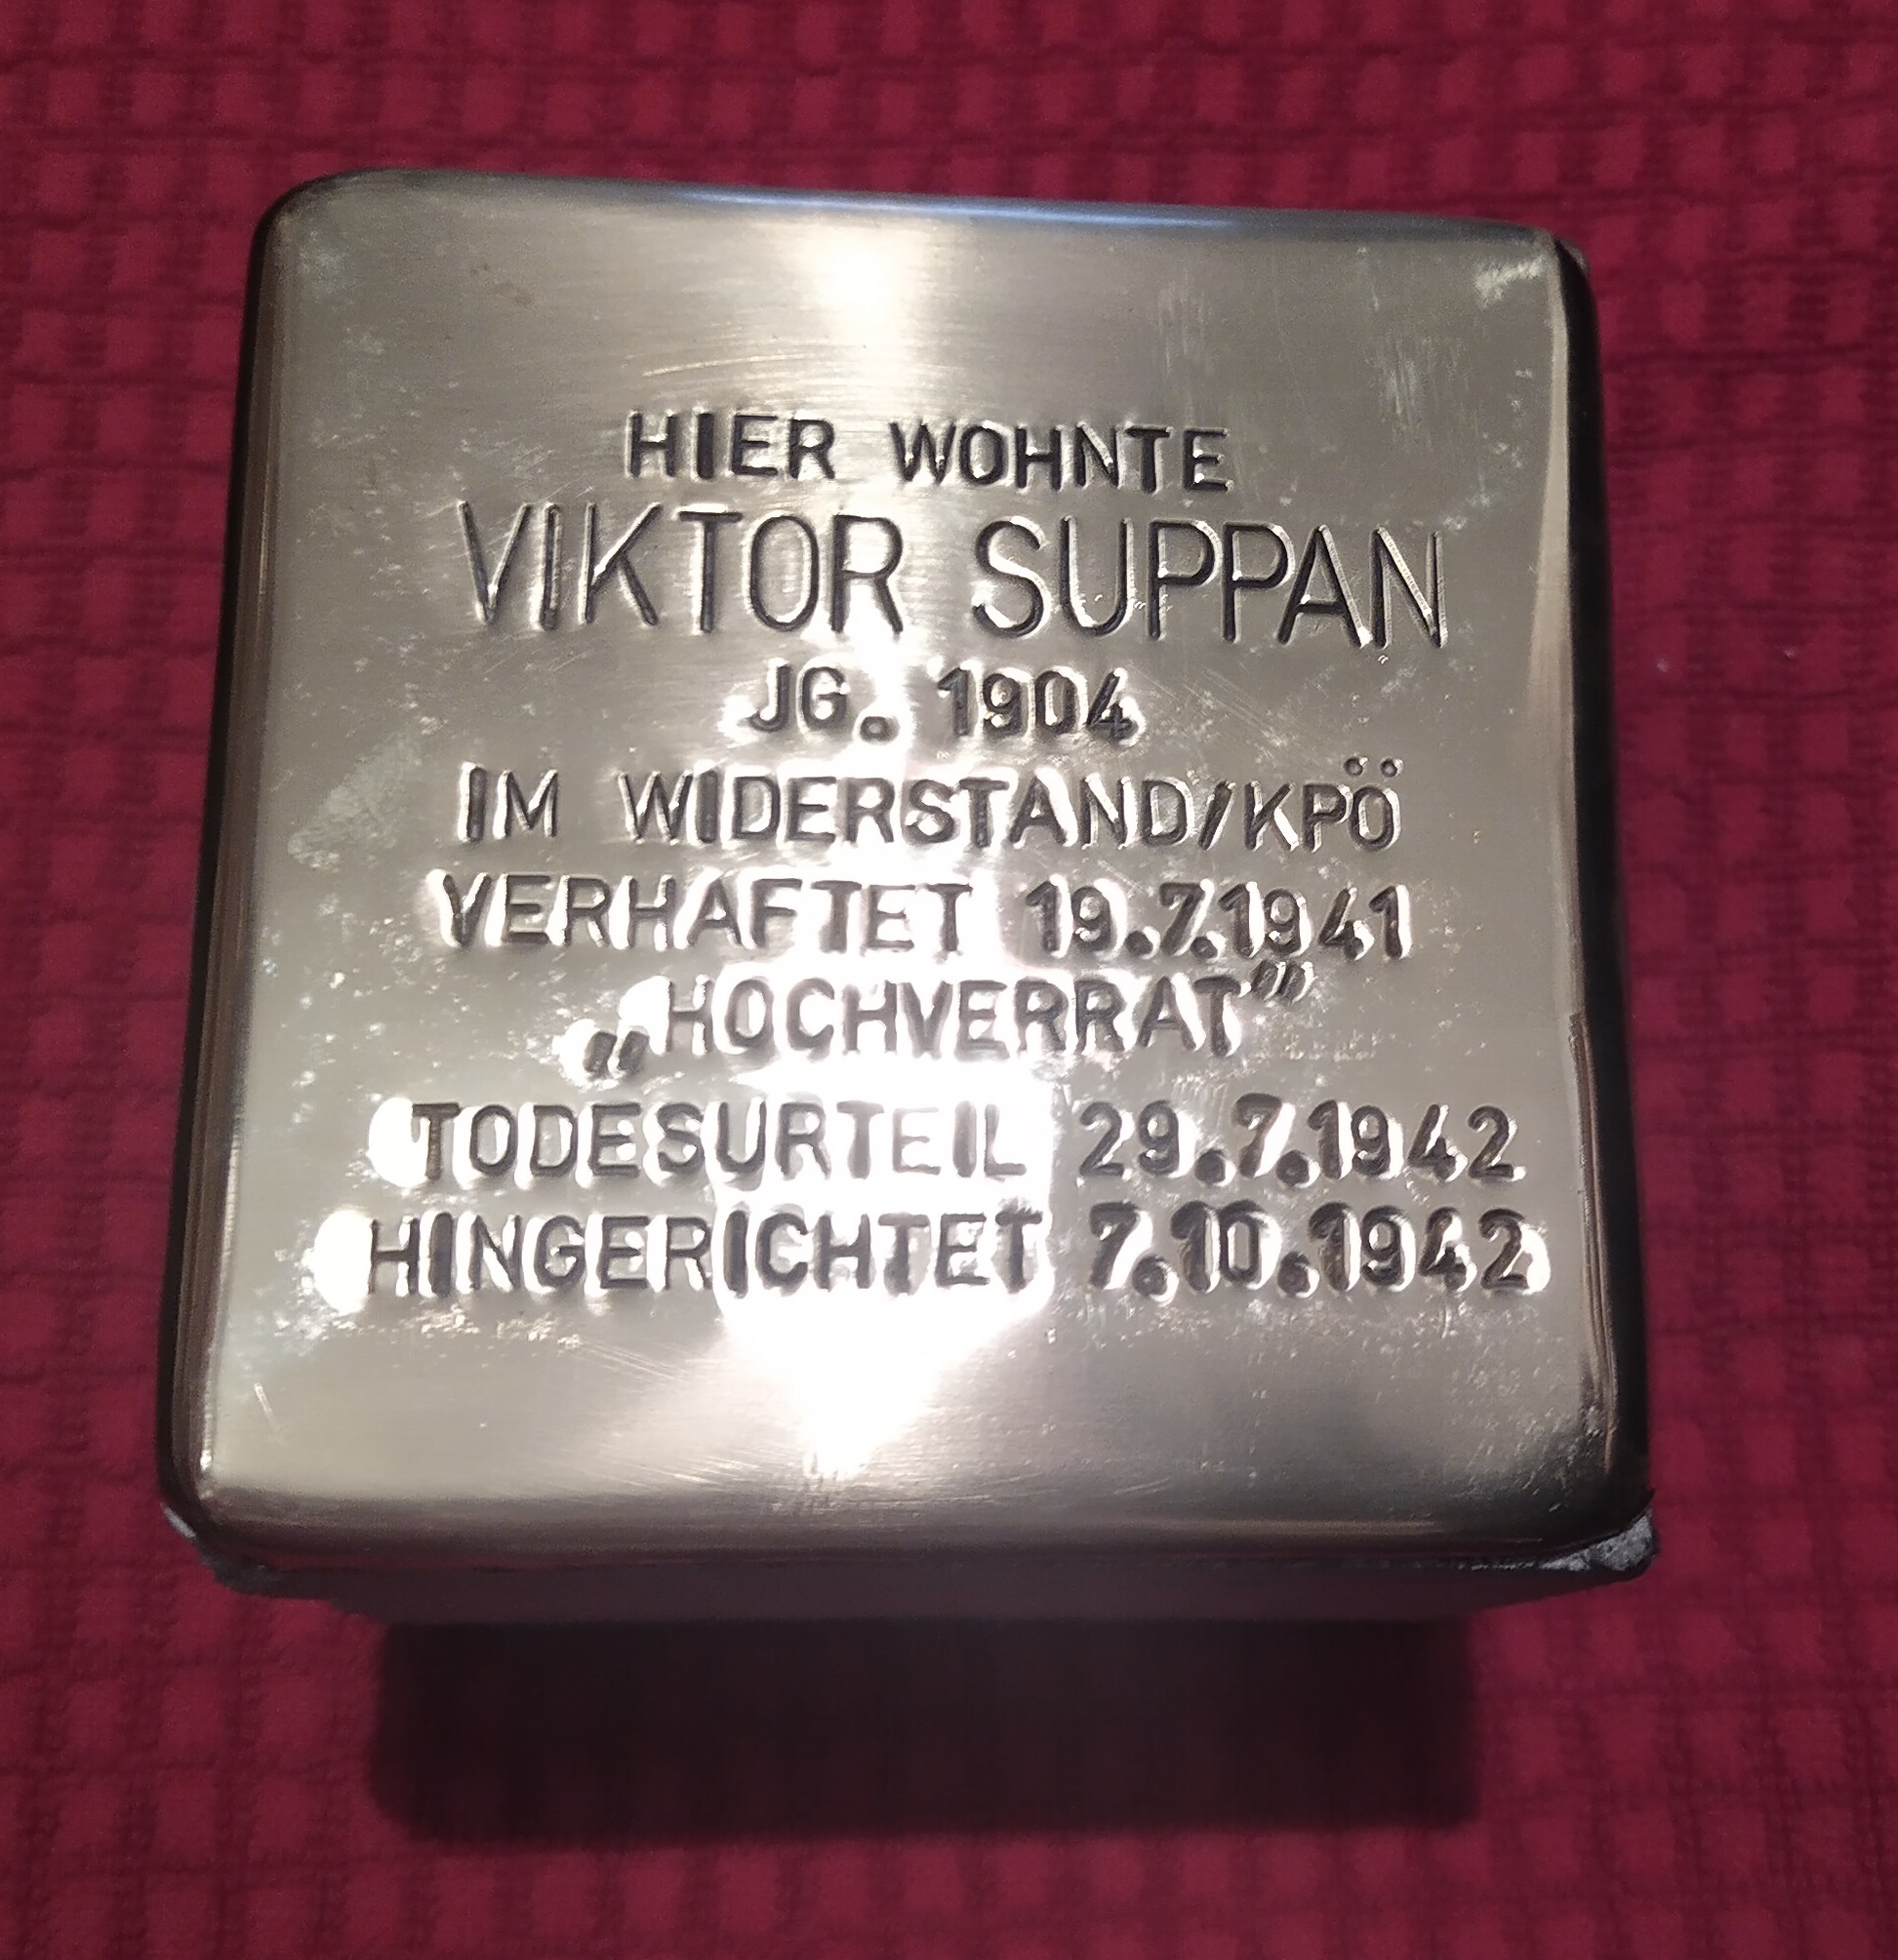 HIER WOHNTE
VIKTOR SUPPAN
JG. 1904
IM WIDERSTAND/KPÖ
VERHAFTET 19.7.1941
„HOCHVERRAT"
TODESURTEIL 29.7.1942
HINGERICHTET 7.10.1942